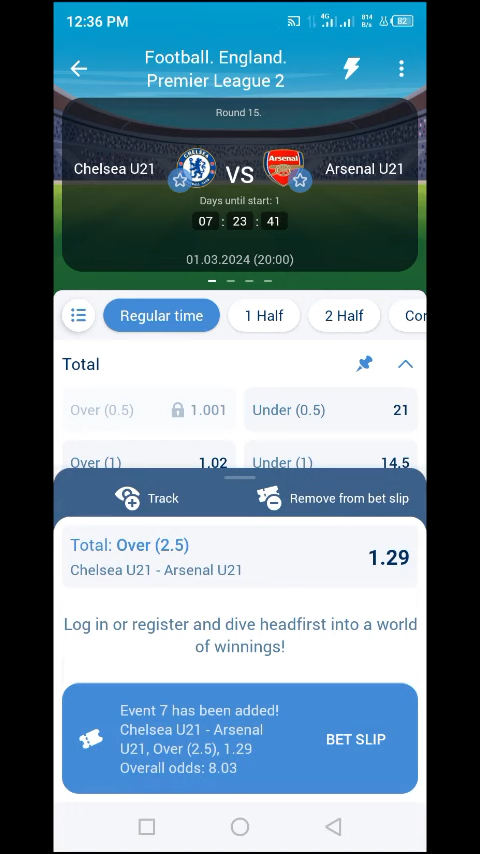 12:36 PM
4G
814 B/s
82
Football. England.
Premier League 2
Round 15.
Chelsea U21
VS
Arsenal
Arsenal U21
Days until start: 1
07 : 23 : 41
01.03.2024 (20:00)
Regular time
1 Half
2 Half
Cor
Total
Over (0.5) 1.001
Under (0.5) 21
Over (1) 1.02
Under (1) 14.5
Track
Remove from bet slip
Total: Over (2.5)
Chelsea U21 - Arsenal U21
1.29
Log in or register and dive headfirst into a world
of winnings!
Event 7 has been added!
Chelsea U21 - Arsenal
U21, Over (2.5), 1.29
Overall odds: 8.03
BET SLIP